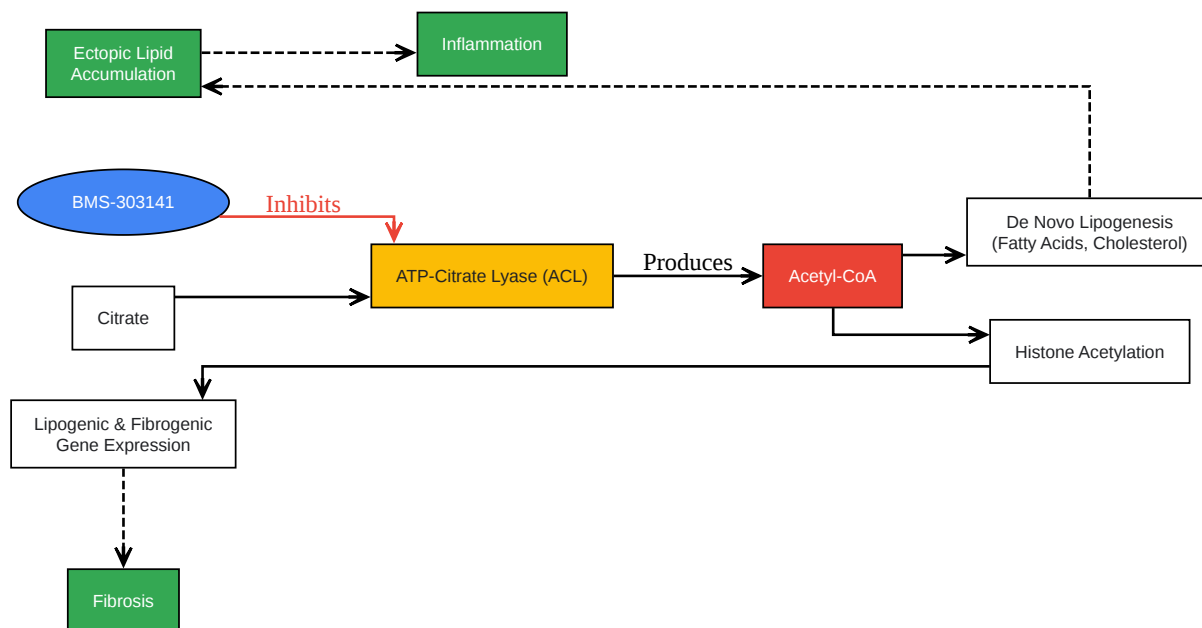 Ectopic Lipid
Accumulation
Inflammation
BMS-303141
Inhibits
De Novo Lipogenesis
(Fatty Acids, Cholesterol)
ATP-Citrate Lyase (ACL)
Produces
Acetyl-CoA
Citrate
Histone Acetylation
Lipogenic & Fibrogenic
Gene Expression
Fibrosis